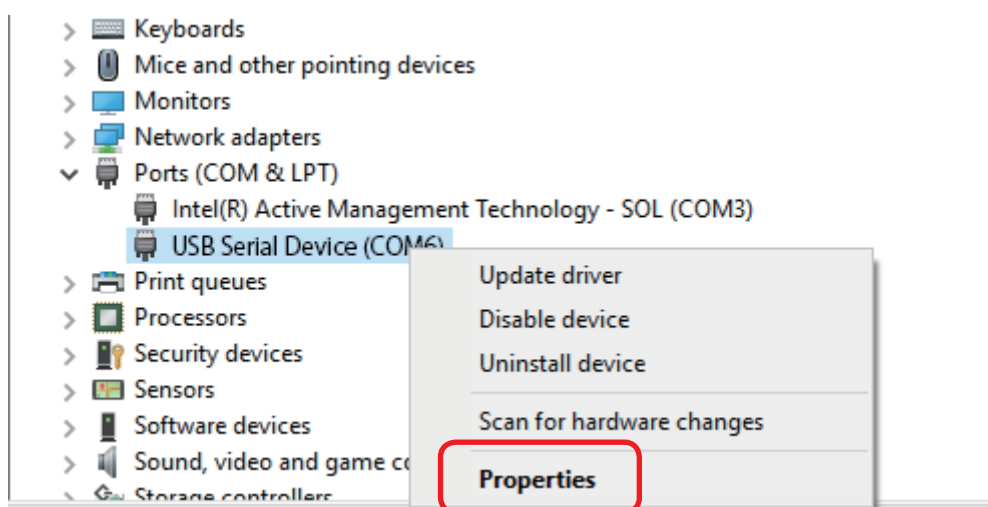 Keyboards
Mice and other pointing devices
Monitors
Network adapters
Ports (COM & LPT)
Intel(R) Active Management Technology - SOL (COM3)
USB Serial Device (COM6)
Print queues
Processors
Security devices
Sensors
Software devices
Sound, video and game co
Storage controllers
Update driver
Disable device
Uninstall device
Scan for hardware changes
Properties